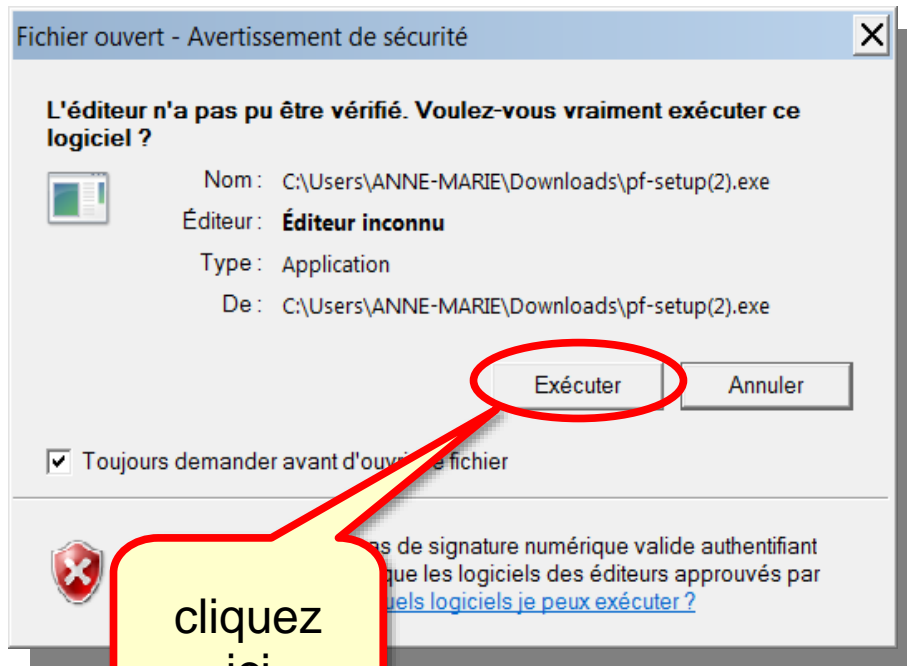 Fichier ouvert - Avertissement de sécurité
L'éditeur n'a pas pu être vérifié. Voulez-vous vraiment exécuter ce
logiciel ?
Nom : C:\Users\ANNE-MARIE\Downloads\pf-setup(2).exe
Éditeur : Éditeur inconnu
Type : Application
De : C:\Users\ANNE-MARIE\Downloads\pf-setup(2).exe
Exécuter Annuler
Toujours demander avant d'ouvrir ce fichier
de signature numérique valide authentifiant
que les logiciels des éditeurs approuvés par
logiciels je peux exécuter ?
cliquez
ici